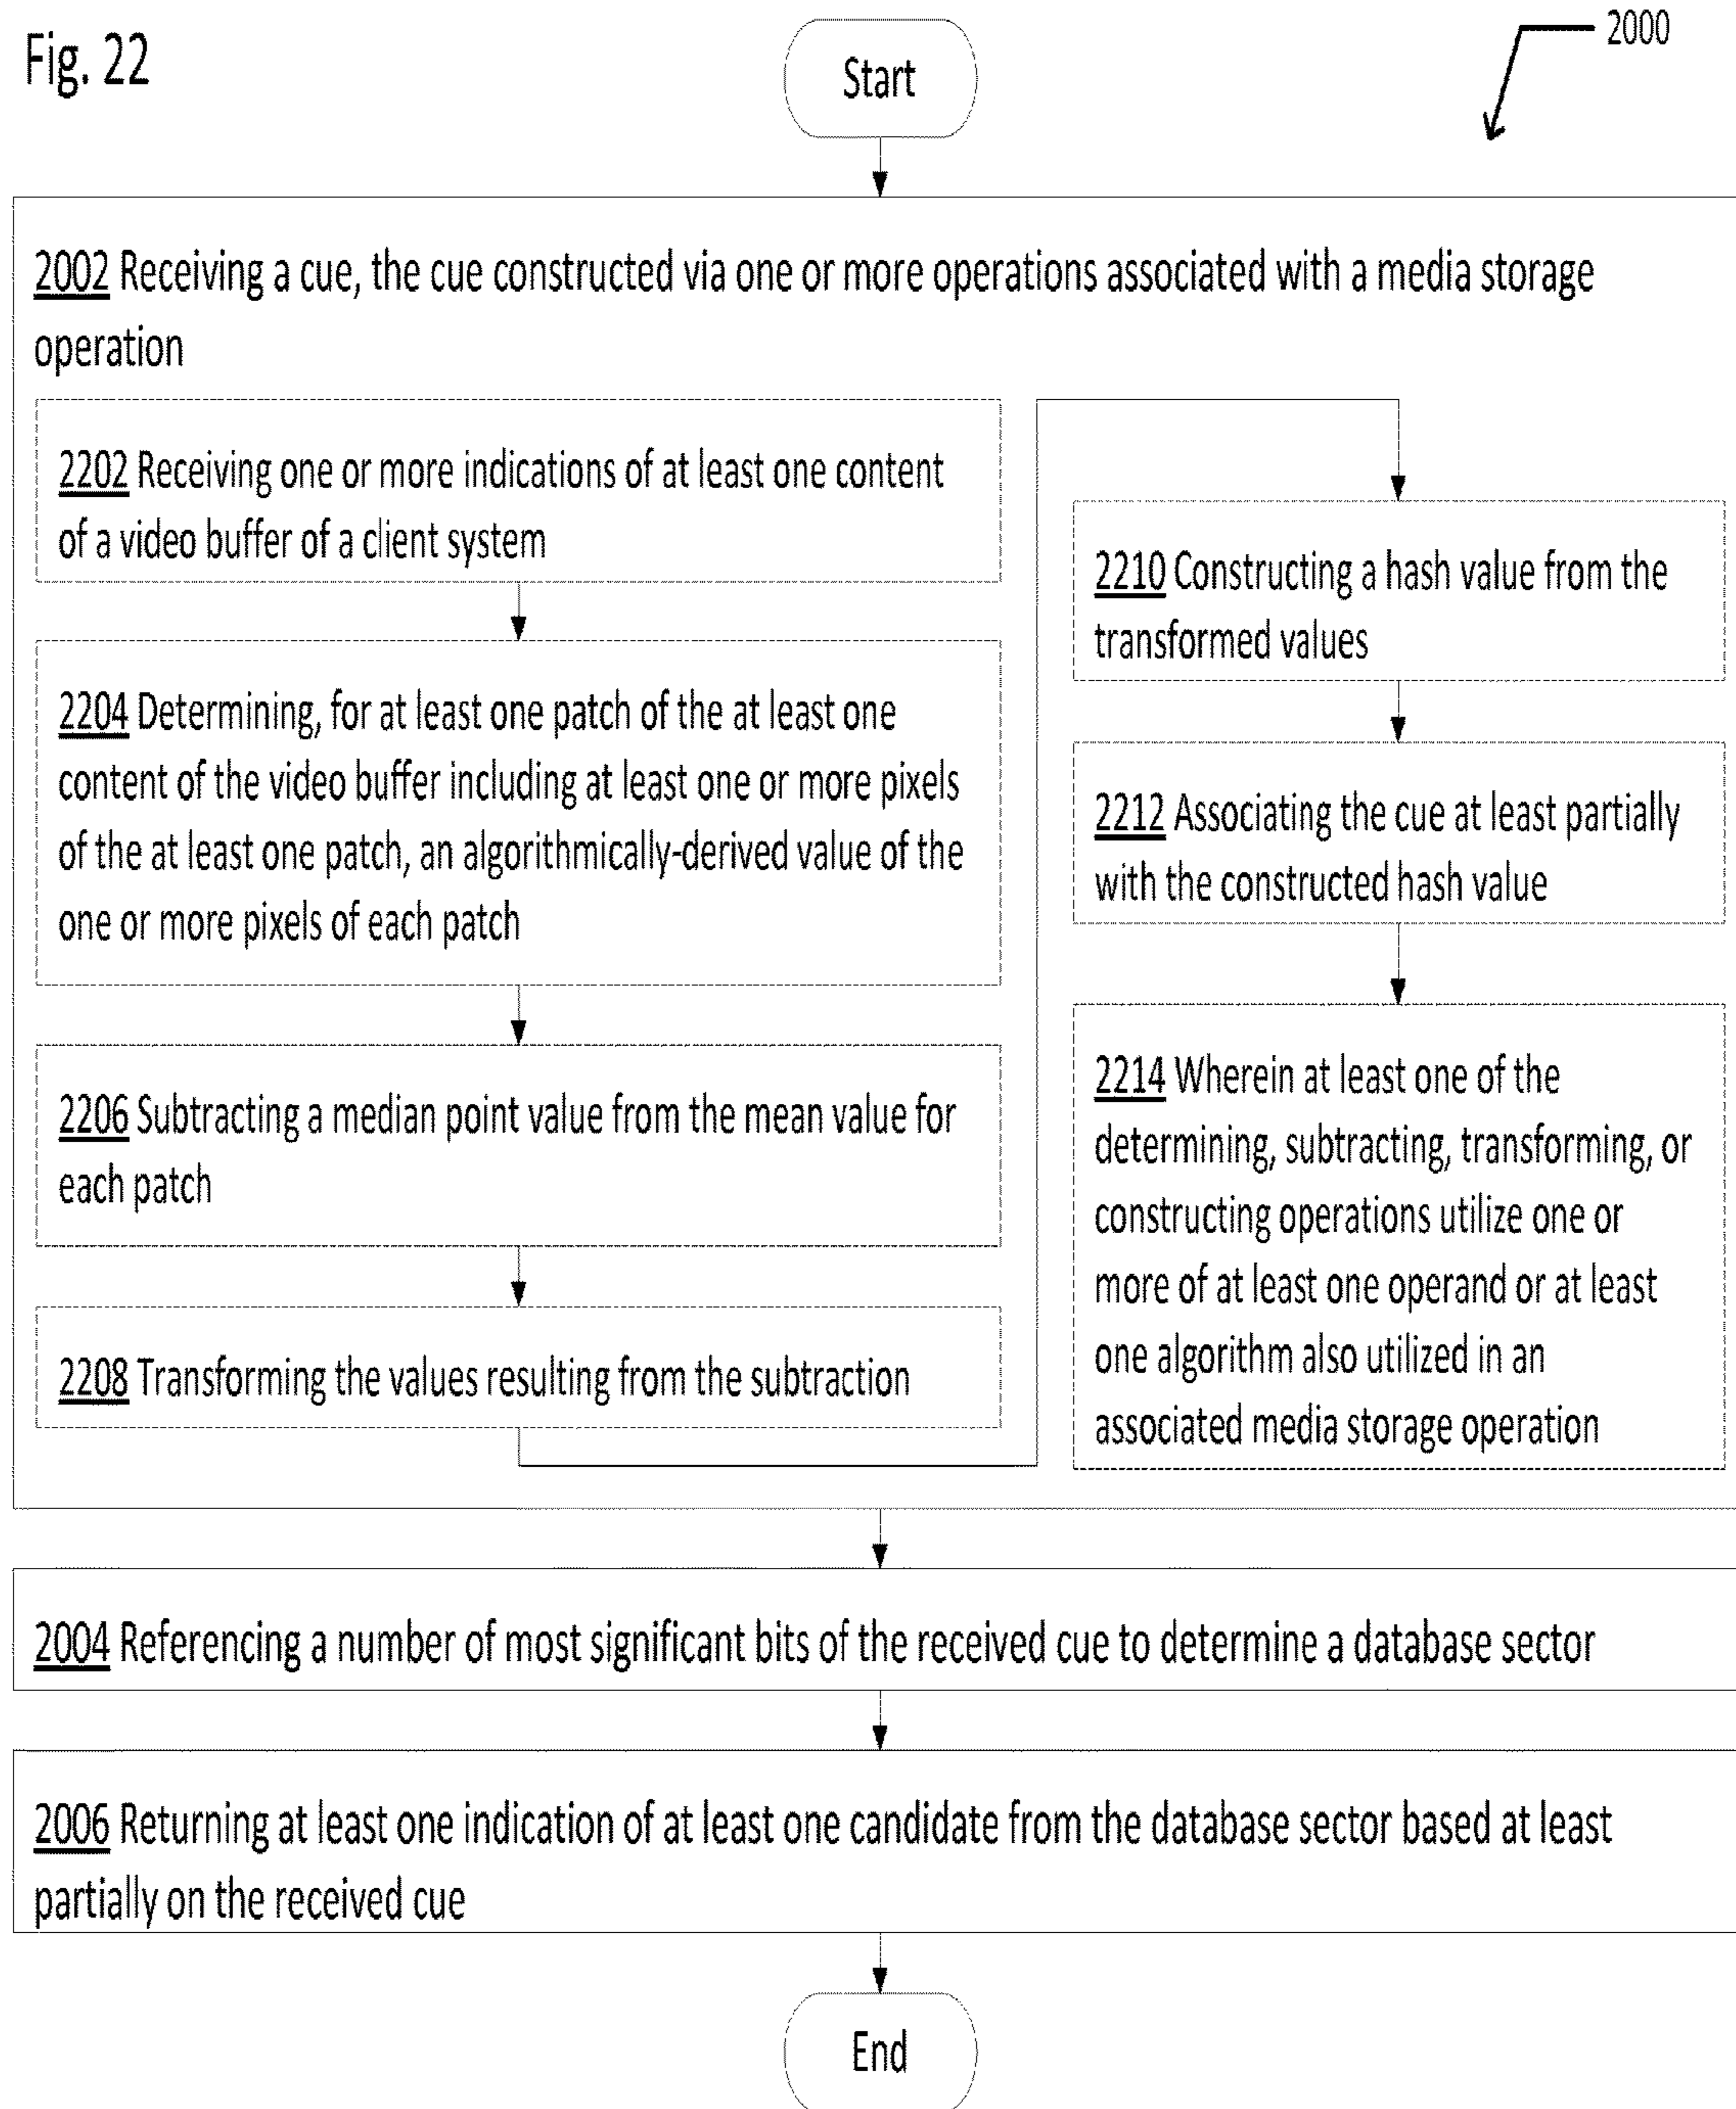 Fig. 22
Start
2000
2002 Receiving a cue, the cue constructed via one or more operations associated with a media storage
operation
2202 Receiving one or more indications of at least one content
of a video buffer of a client system
2204 Determining, for at least one patch of the at least one
content of the video buffer including at least one or more pixels
of the at least one patch, an algorithmically-derived value of the
one or more pixels of each patch
2206 Subtracting a median point value from the mean value for
each patch
2208 Transforming the values resulting from the subtraction
2210 Constructing a hash value from the
transformed values
2212 Associating the cue at least partially
with the constructed hash value
2214 Wherein at least one of the
determining, subtracting, transforming, or
constructing operations utilize one or
more of at least one operand or at least
one algorithm also utilized in an
associated media storage operation
2004 Referencing a number of most significant bits of the received cue to determine a database sector
2006 Returning at least one indication of at least one candidate from the database sector based at least
partially on the received cue
End